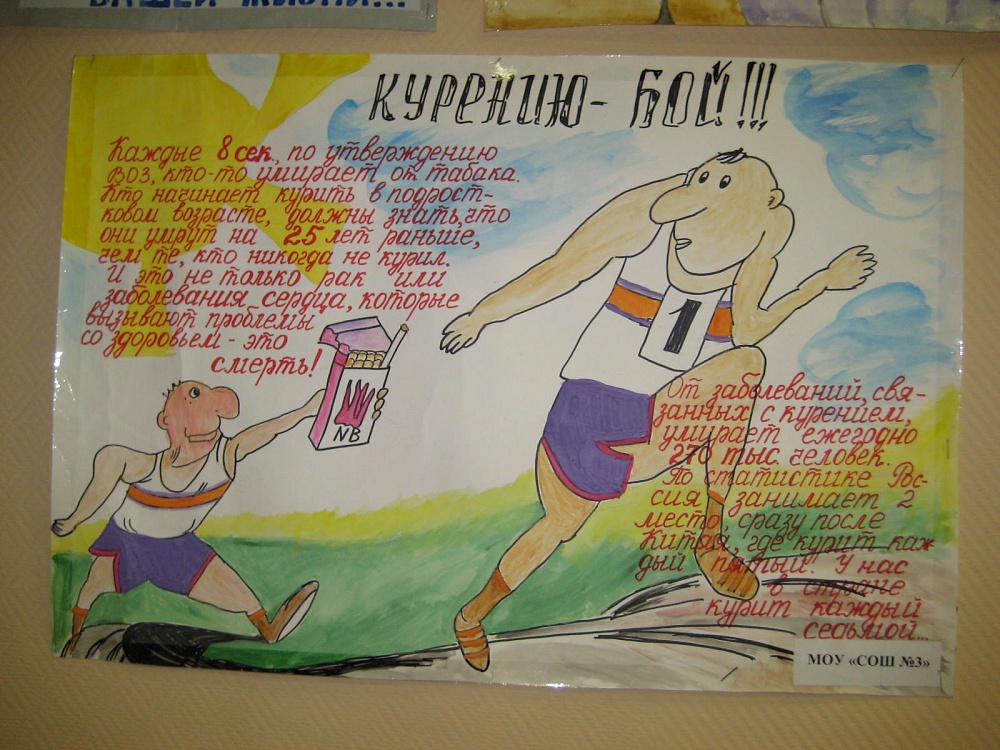 ВАШЕЙ ЖИЗНИ...
КУРЕНИЮ- БОЙ!!!
Каждые 8 сек., по утверждению
ВОЗ, кто-то умирает от табака.
Кто начинает курить в подрост-
ковом возрасте, должны знать, что
они умрут на 25 лет раньше,
чем те, кто никогда не курил.
И это не только рак или
заболевания сердца, которые
вызывают проблемы
со здоровьем - это
смерть!
NB
1
От заболеваний, свя-
занных с курением,
умирает ежегодно
270 тыс. человек.
По статистике Рос-
сия занимает 2
место, сразу после
Китая, где курит каж-
дый пятый! У нас
в стране
курит каждый
седьмой...
МОУ «СОШ №3»